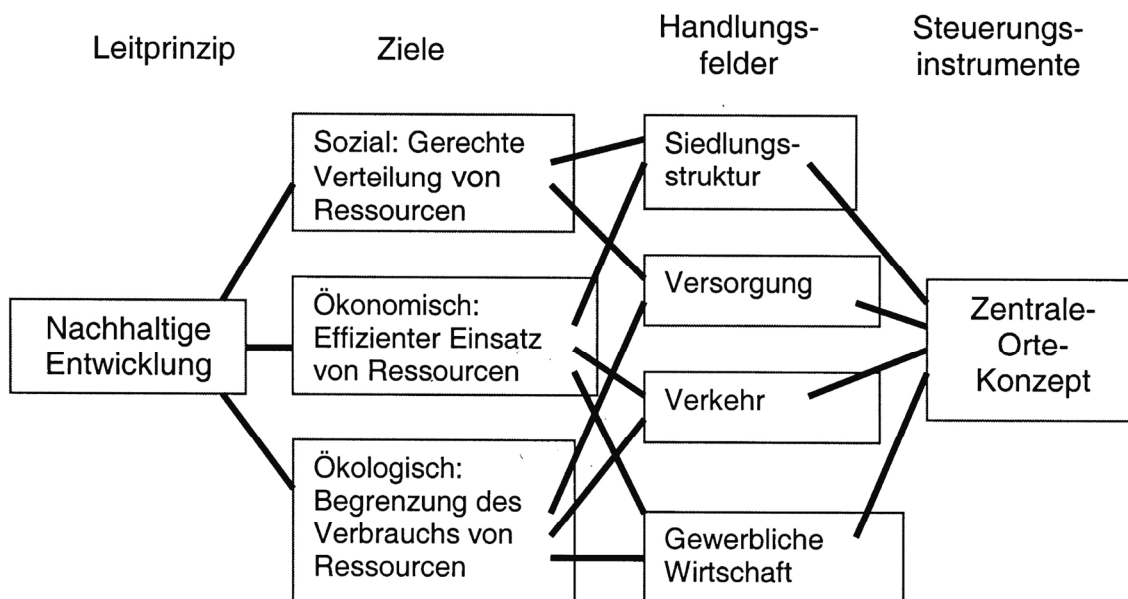 Leitprinzip
Ziele
Handlungs-
felder
Steuerungs-
instrumente
Nachhaltige
Entwicklung
Sozial: Gerechte
Verteilung von
Ressourcen
Ökonomisch:
Effizienter Einsatz
von Ressourcen
Ökologisch:
Begrenzung des
Verbrauchs von
Ressourcen
Siedlungs-
struktur
Versorgung
Verkehr
Gewerbliche
Wirtschaft
Zentrale-
Orte-
Konzept